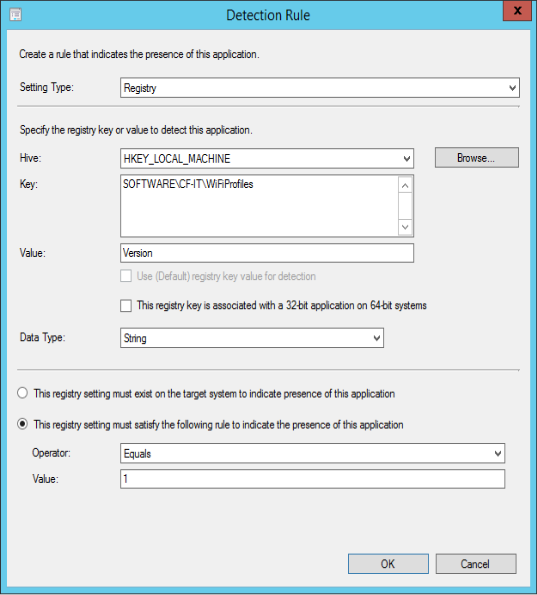 Detection Rule
x
Create a rule that indicates the presence of this application.
Setting Type: Registry
Specify the registry key or value to detect this application.
Hive: HKEY_LOCAL_MACHINE Browse...
Key: SOFTWARE\CF-IT\WiFiProfiles
Value: Version
Use (Default) registry key value for detection
This registry key is associated with a 32-bit application on 64-bit systems
Data Type: String
This registry setting must exist on the target system to indicate presence of this application
This registry setting must satisfy the following rule to indicate the presence of this application
Operator: Equals
Value: 1
OK Cancel